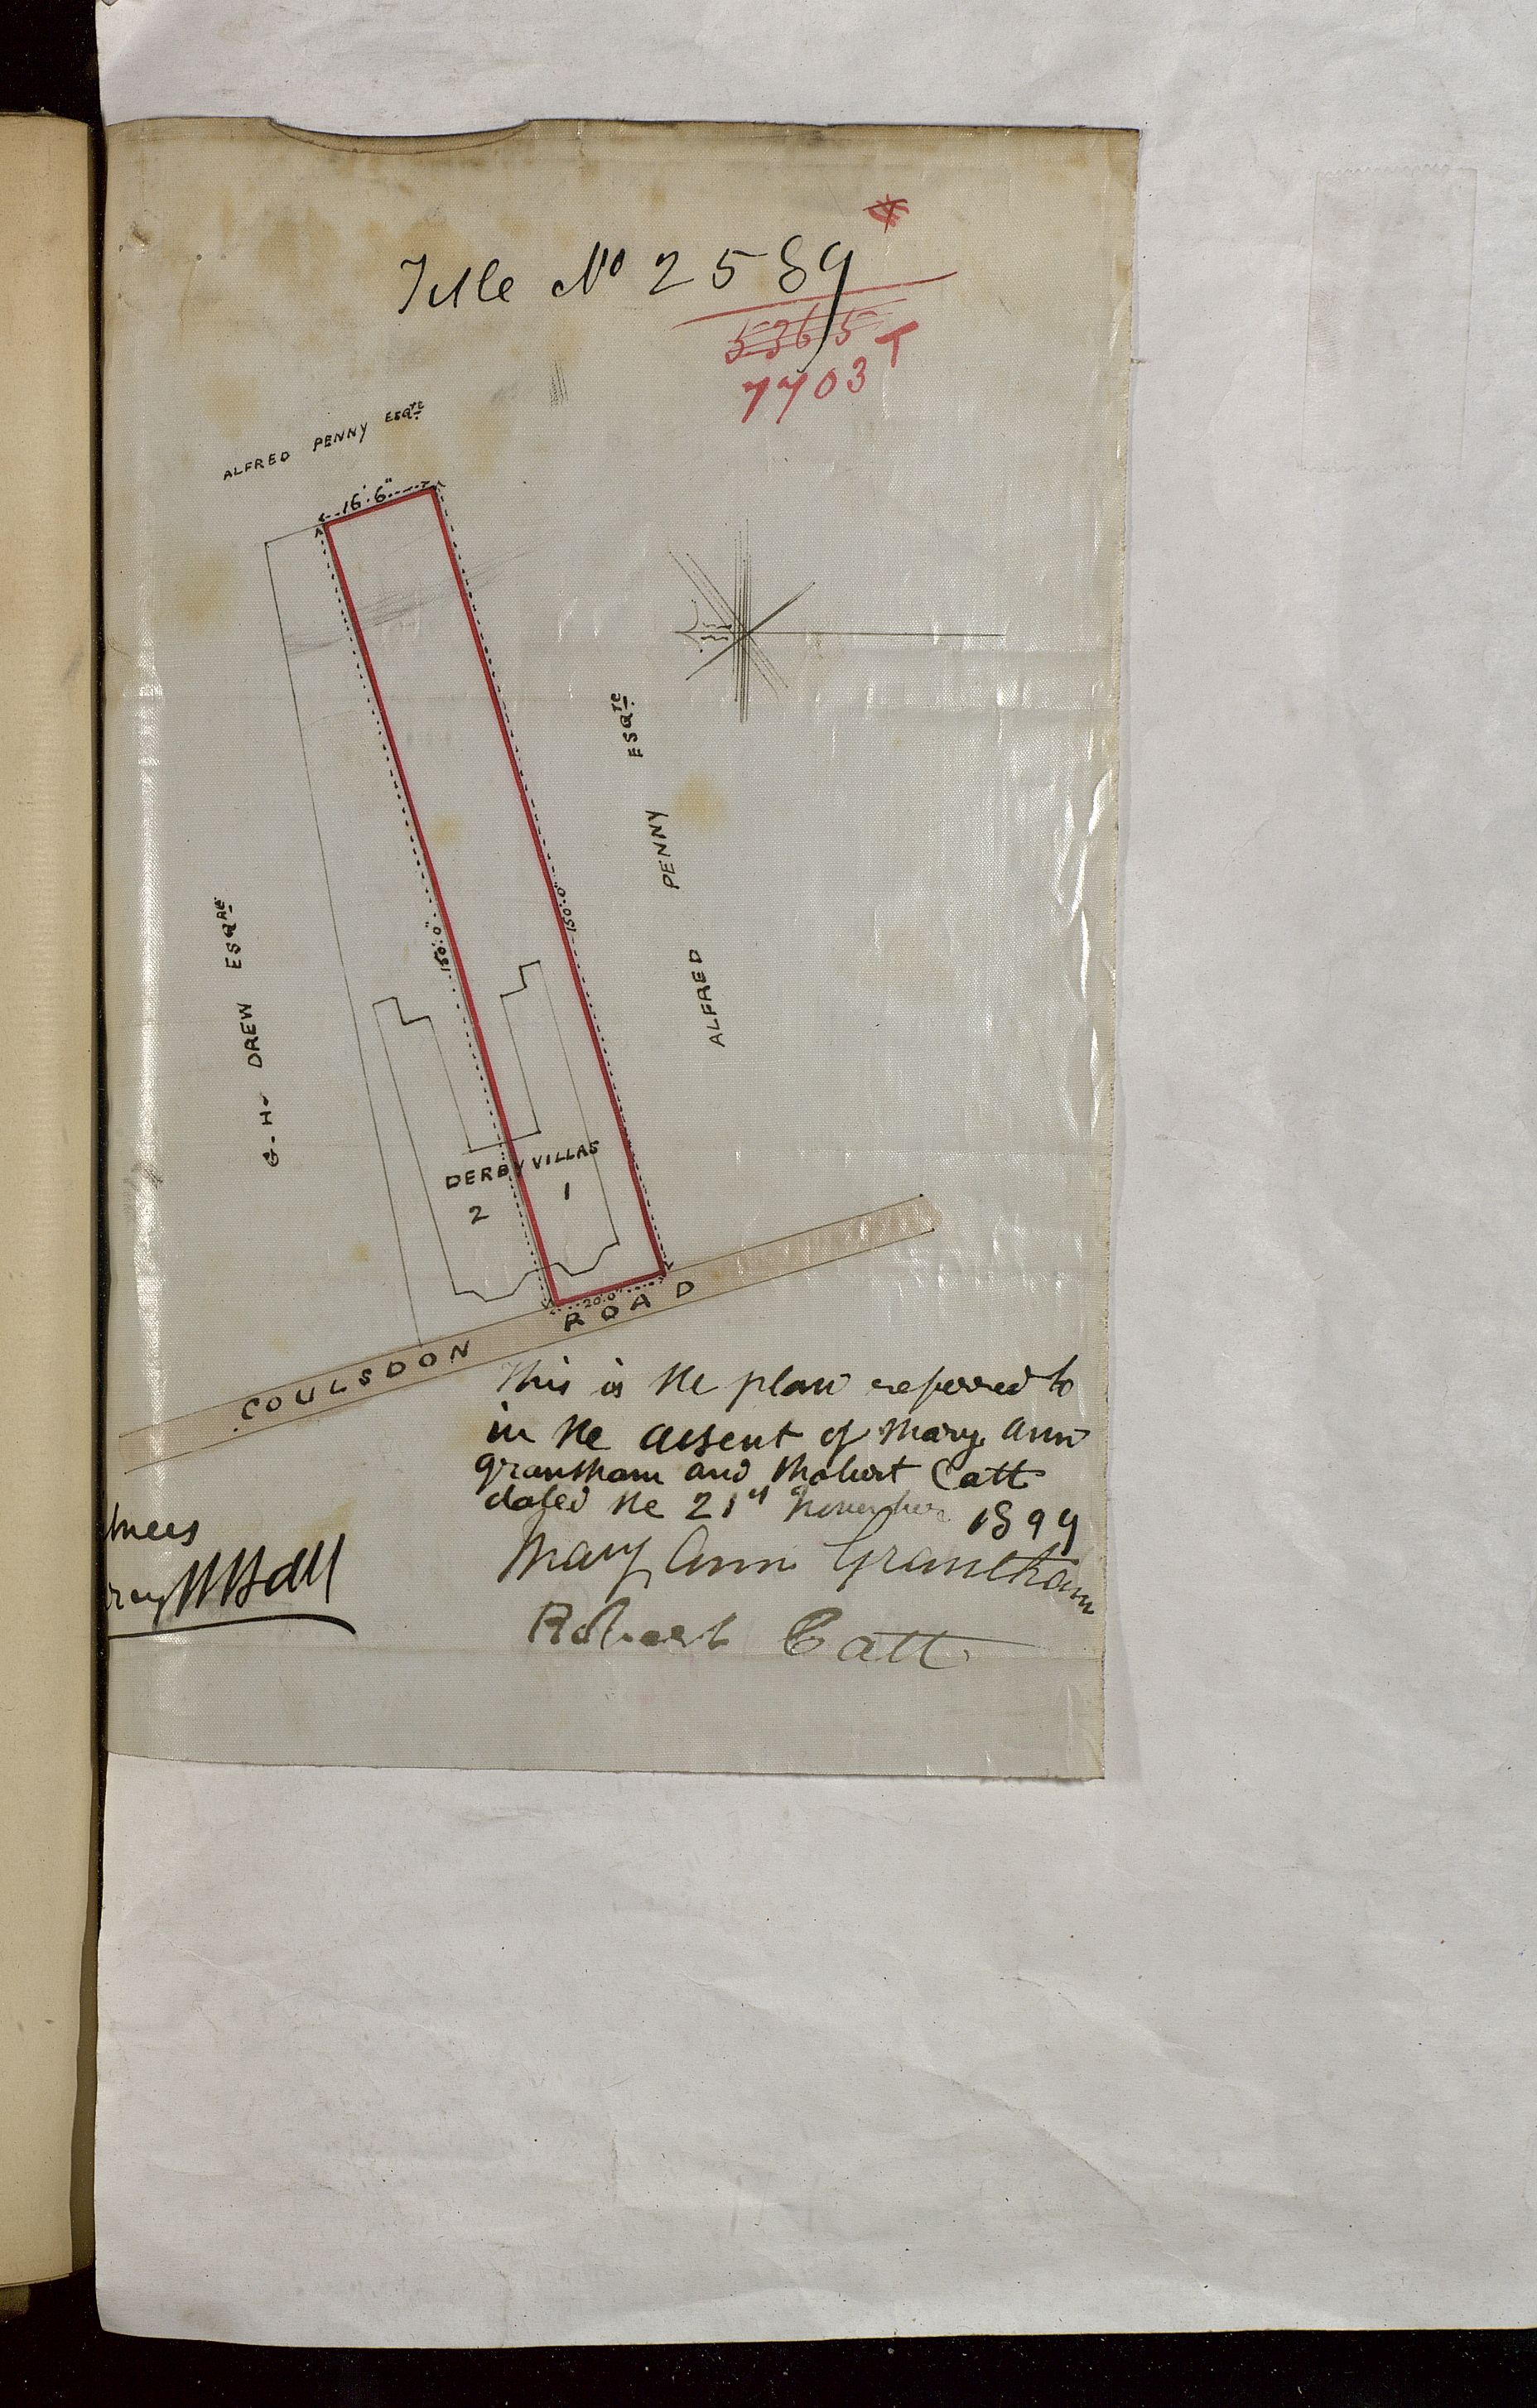 Title No 2589
5365
7703 T
ALFRED PENNY ESQre
16'.6"
ALFRED PENNY ESQre
G. H. DREW ESQRE
150'.0"
150'.0"
DERBY VILLAS
2 1
20.0"
COULSDON ROAD
This is the plan referred to
in the assent of Mary Ann
Grantham and Robert Catt
dated the 21st November 1899
tness
Mary Ann Grantham
Robert Catt